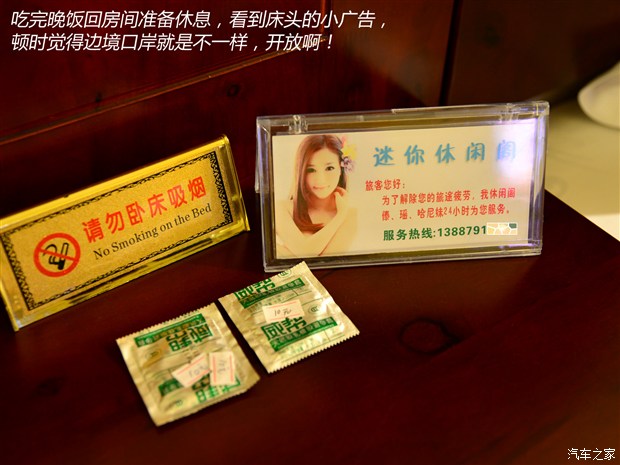 吃完晚饭回房间准备休息，看到床头的小广告，
顿时觉得边境口岸就是不一样，开放啊！
请勿卧床吸烟
No Smoking on the Bed
迷你休闲阁
旅客您好：
为了解除您的旅途疲劳、我休闲阁
傣、瑶、哈尼妹24小时为您服务。
服务热线:1388791
汽车之家